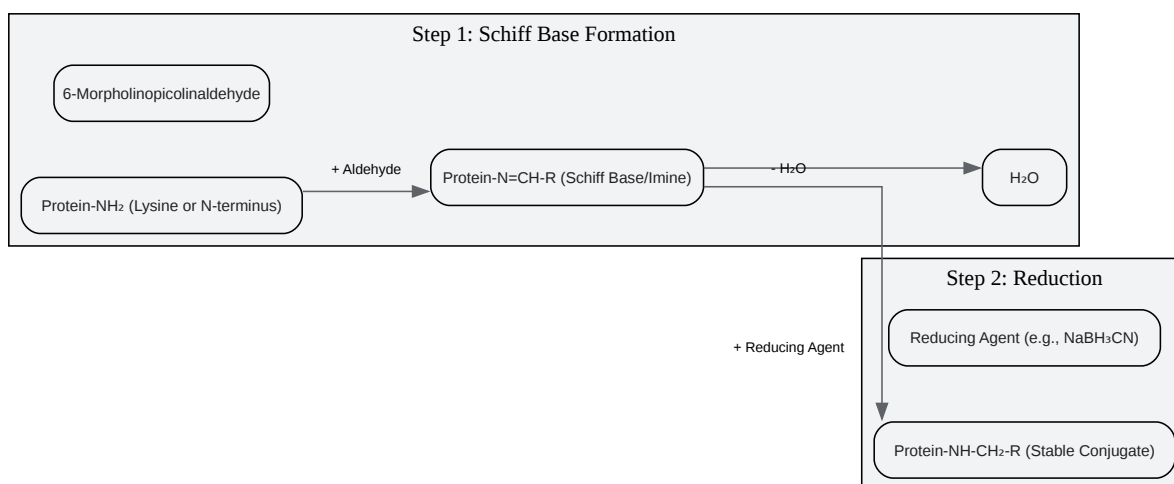 Step 1: Schiff Base Formation
6-Morpholinopicolinaldehyde
+ Aldehyde
Protein-N=CH-R (Schiff Base/Imine)
- H₂O
H₂O
Protein-NH₂ (Lysine or N-terminus)
Step 2: Reduction
Reducing Agent (e.g., NaBH₃CN)
+ Reducing Agent
Protein-NH-CH₂-R (Stable Conjugate)